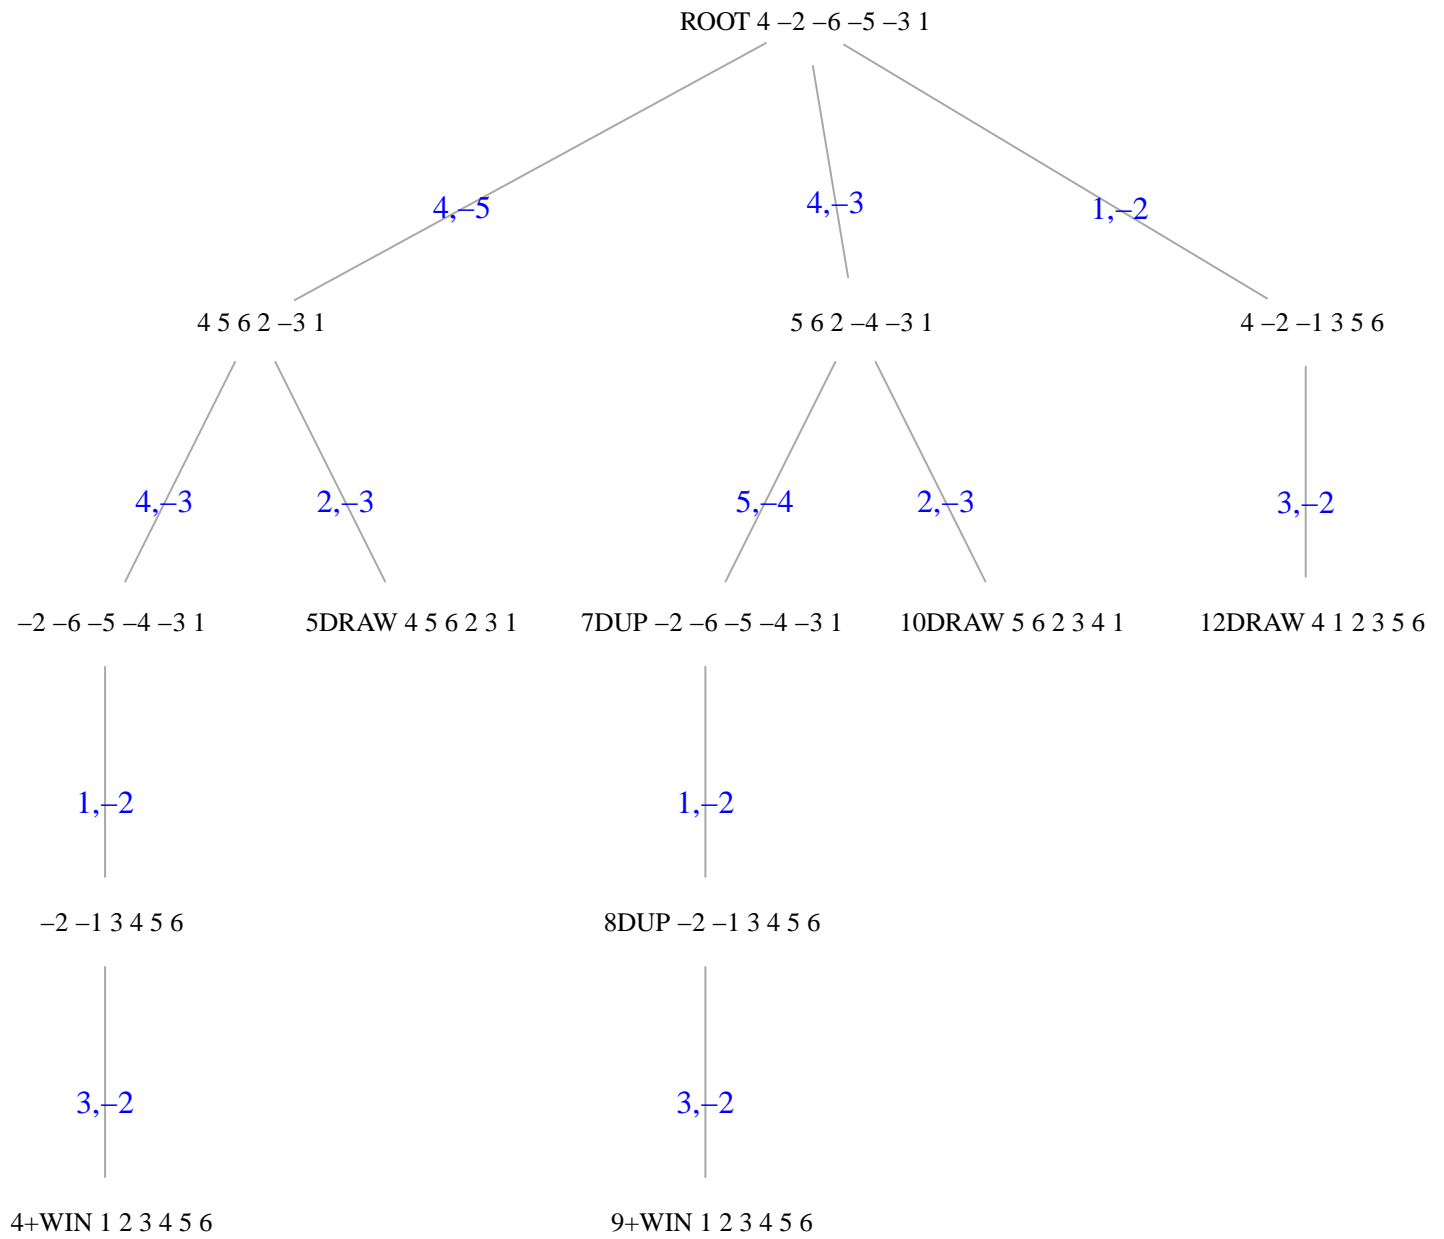 ROOT 4 –2 –6 –5 –3 1
4,–5
4,–3
1,–2
4 5 6 2 –3 1
5 6 2 –4 –3 1
4 –2 –1 3 5 6
4,–3
2,–3
5,–4
2,–3
3,–2
–2 –6 –5 –4 –3 1
5DRAW 4 5 6 2 3 1
7DUP –2 –6 –5 –4 –3 1
10DRAW 5 6 2 3 4 1
12DRAW 4 1 2 3 5 6
1,–2
1,–2
–2 –1 3 4 5 6
8DUP –2 –1 3 4 5 6
3,–2
3,–2
4+WIN 1 2 3 4 5 6
9+WIN 1 2 3 4 5 6